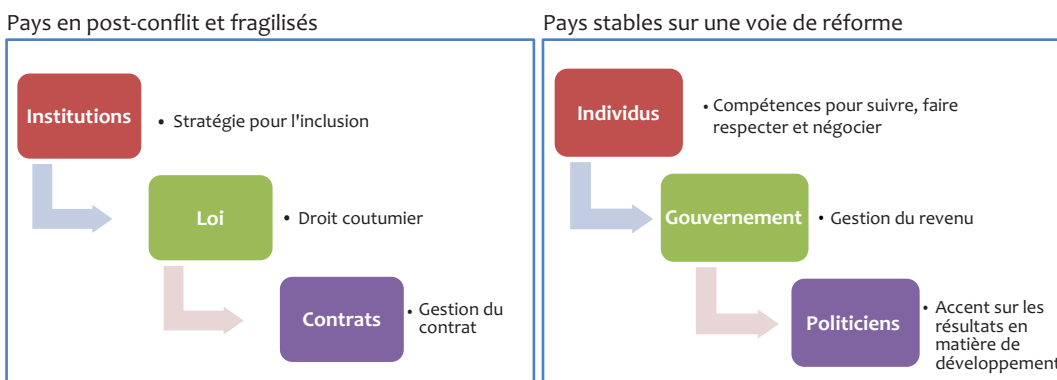 Pays en post-conflit et fragilisés
Institutions
• Stratégie pour l'inclusion
Loi
• Droit coutumier
Contrats
• Gestion du
contrat
Pays stables sur une voie de réforme
Individus
• Compétences pour suivre, faire
respecter et négocier
Gouvernement
• Gestion du revenu
Politiciens
• Accent sur les
résultats en
matière de
développement